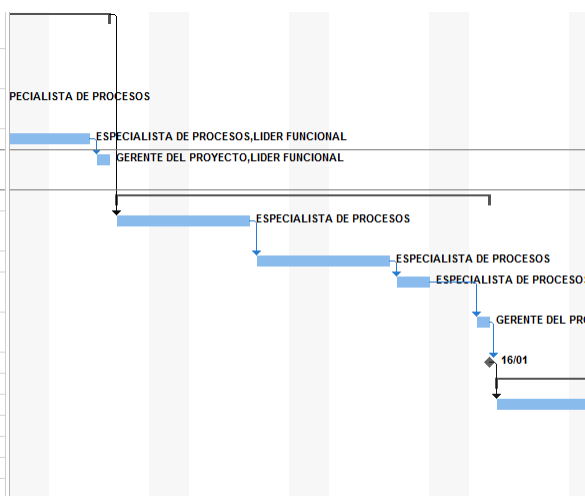 PECIALISTA DE PROCESOS
ESPECIALISTA DE PROCESOS,LIDER FUNCIONAL
GERENTE DEL PROYECTO,LIDER FUNCIONAL
ESPECIALISTA DE PROCESOS
ESPECIALISTA DE PROCESOS
ESPECIALISTA DE PROCESOS
GERENTE DEL PRO
16/01